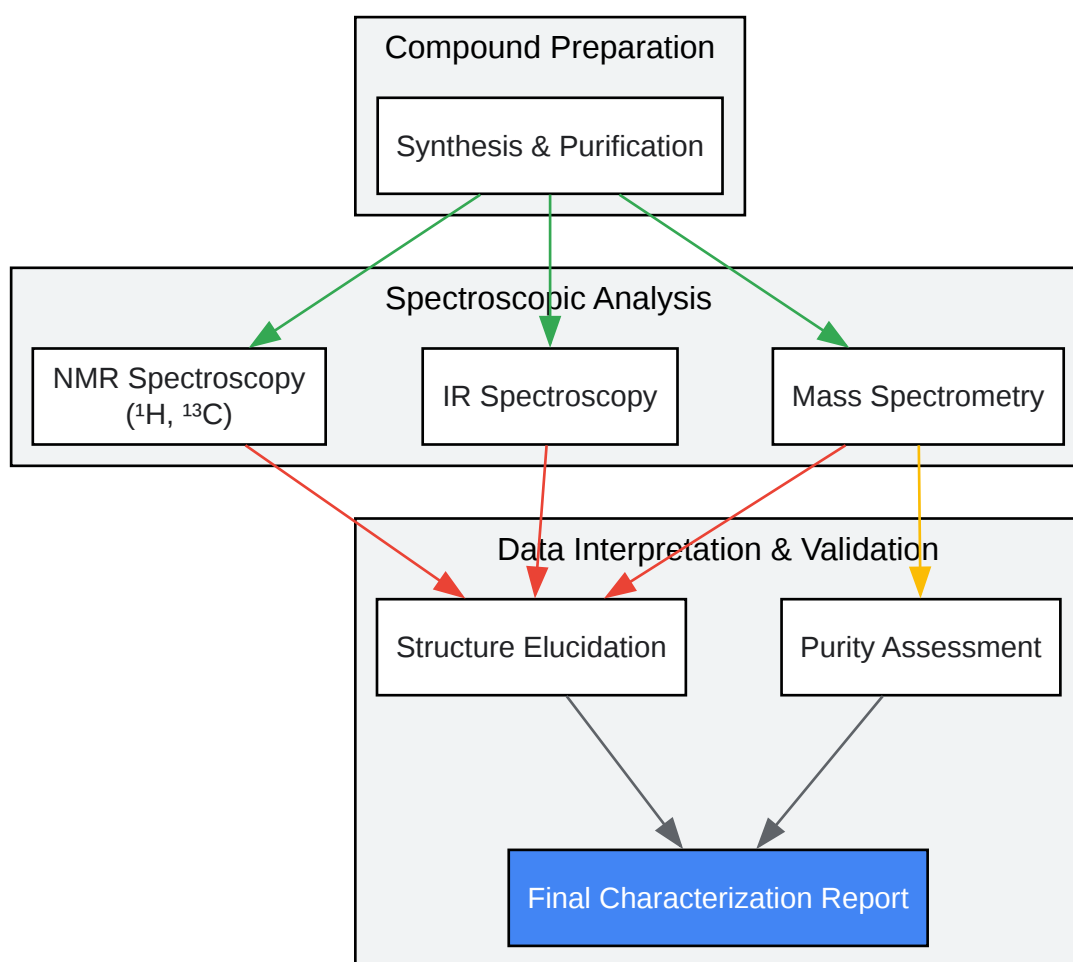 Compound Preparation
Synthesis & Purification
Spectroscopic Analysis
NMR Spectroscopy
(¹H, ¹³C)
IR Spectroscopy
Mass Spectrometry
Data Interpretation & Validation
Structure Elucidation
Purity Assessment
Final Characterization Report